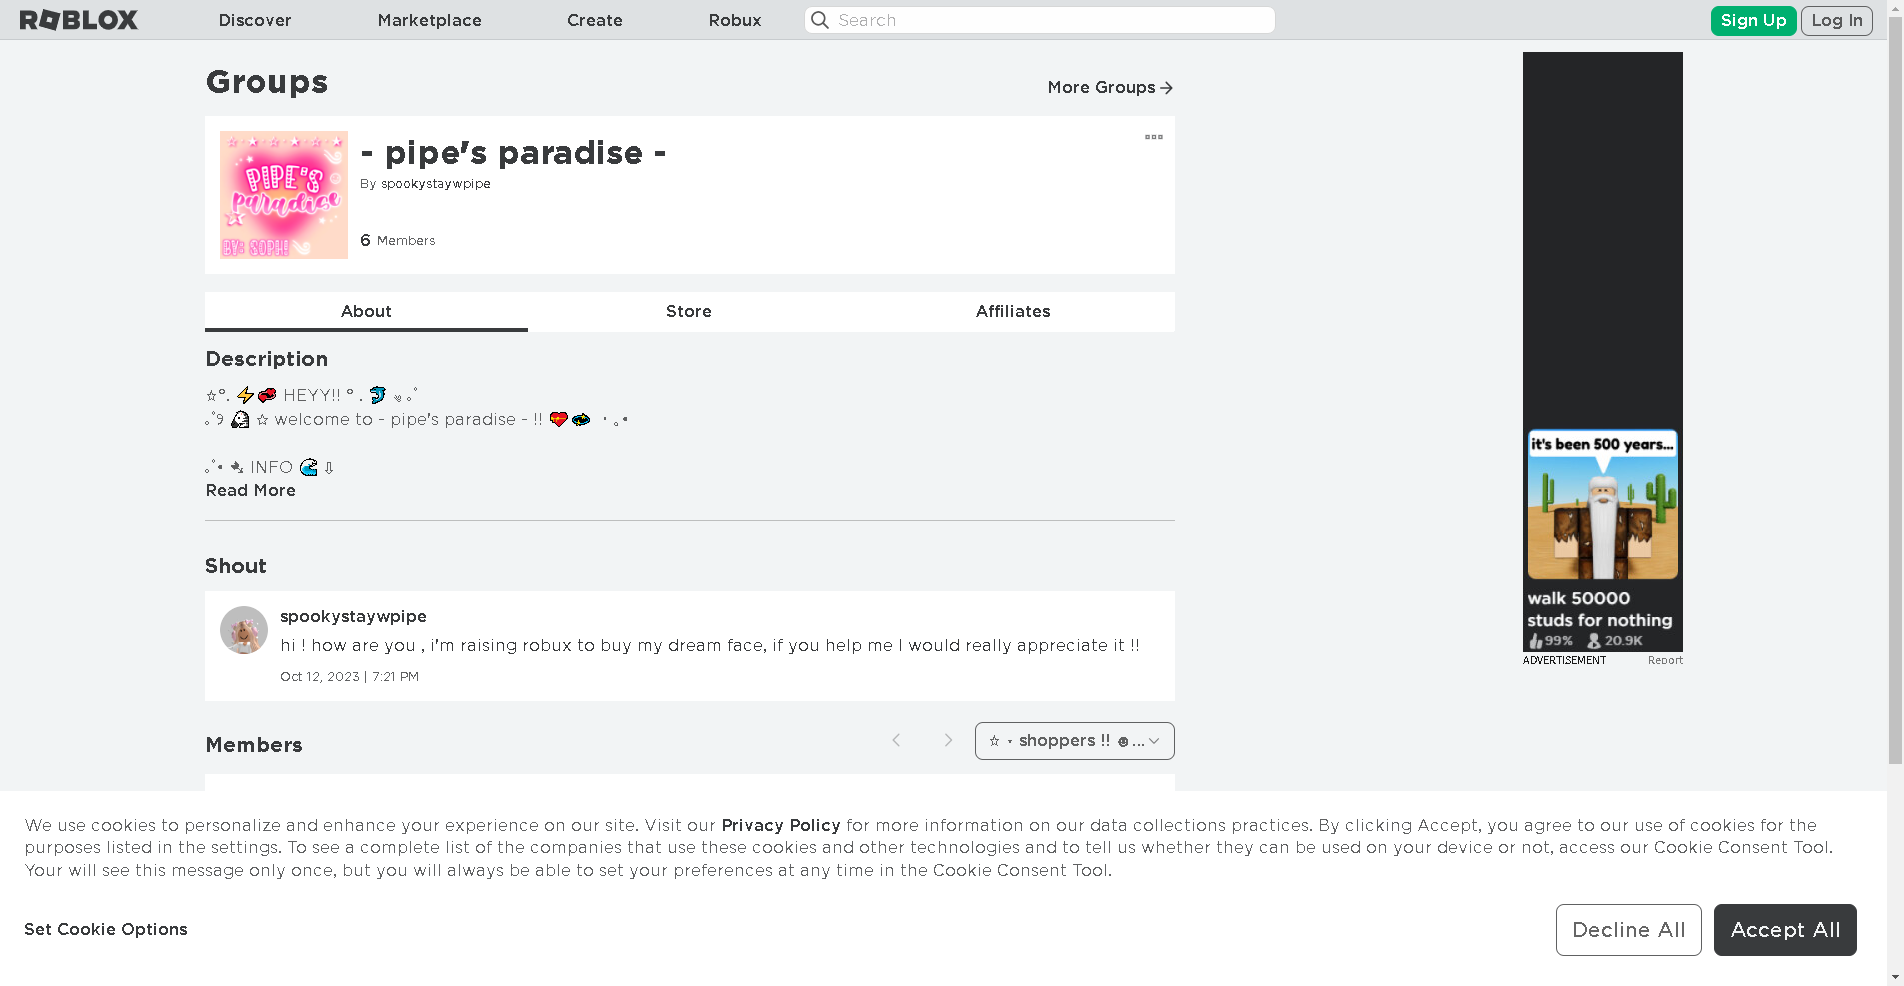 ROBLOX
Discover
Marketplace
Create
Robux
Search
Sign Up
Log In
Groups
More Groups
PIPE'S
paradise
BY: SOPH!
- pipe's paradise -
By spookystaywpipe
6 Members
About
Store
Affiliates
Description
☆°. ⚡ HEYY!! ° . 🐬 ༄ ｡˚
｡˚୨ ☆ welcome to - pipe's paradise - !! 💝💫 ・｡•
｡˚• ➴ INFO 🌊 ⇩
Read More
Shout
spookystaywpipe
hi ! how are you , i'm raising robux to buy my dream face, if you help me I would really appreciate it !!
Oct 12, 2023 | 7:21 PM
Members
☆ • shoppers !! ☻...
it's been 500 years...
walk 50000
studs for nothing
99% 20.9K
ADVERTISEMENT
Report
We use cookies to personalize and enhance your experience on our site. Visit our Privacy Policy for more information on our data collections practices. By clicking Accept, you agree to our use of cookies for the
purposes listed in the settings. To see a complete list of the companies that use these cookies and other technologies and to tell us whether they can be used on your device or not, access our Cookie Consent Tool.
Your will see this message only once, but you will always be able to set your preferences at any time in the Cookie Consent Tool.
Set Cookie Options
Decline All
Accept All